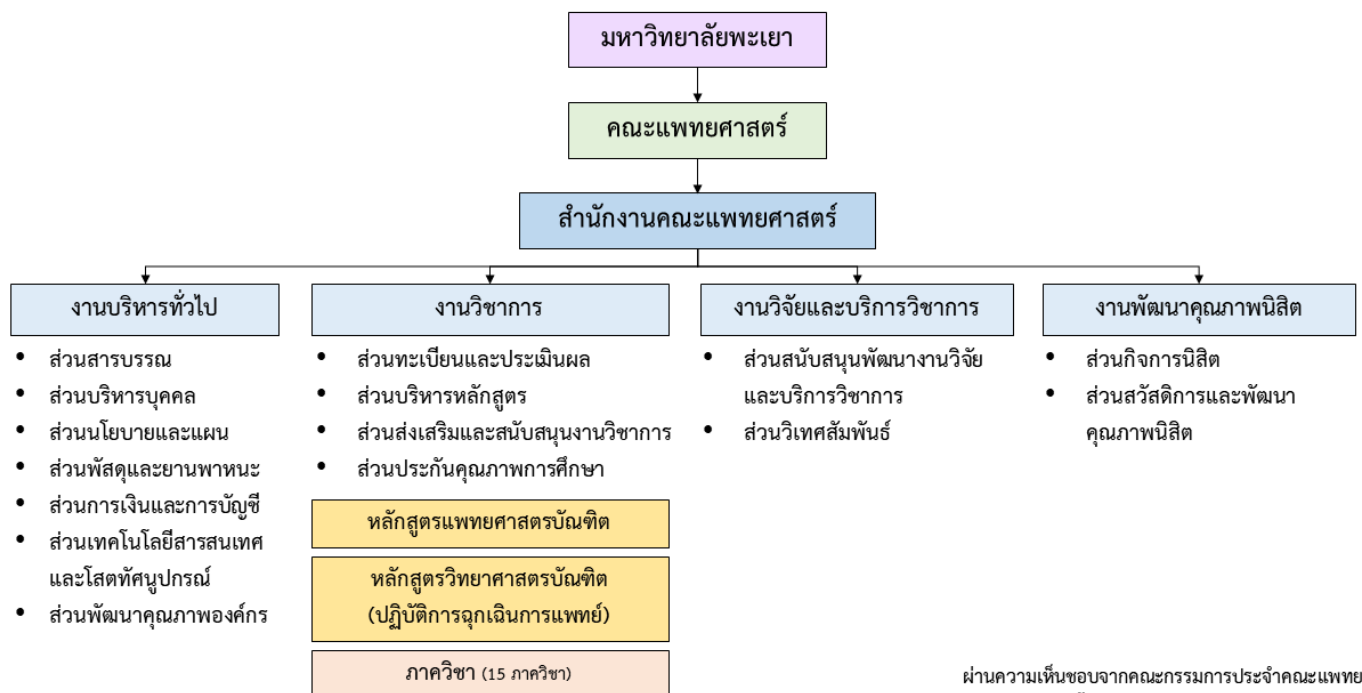 มหาวิทยาลัยพะเยา
คณะแพทยศาสตร์
สำนักงานคณะแพทยศาสตร์
งานบริหารทั่วไป
• ส่วนสารบรรณ
• ส่วนบริหารบุคคล
• ส่วนนโยบายและแผน
• ส่วนพัสดุและยานพาหนะ
• ส่วนการเงินและการบัญชี
• ส่วนเทคโนโลยีสารสนเทศ
และโสตทัศนูปกรณ์
• ส่วนพัฒนาคุณภาพองค์กร
งานวิชาการ
• ส่วนทะเบียนและประเมินผล
• ส่วนบริหารหลักสูตร
• ส่วนส่งเสริมและสนับสนุนงานวิชาการ
• ส่วนประกันคุณภาพการศึกษา
หลักสูตรแพทยศาสตรบัณฑิต
หลักสูตรวิทยาศาสตรบัณฑิต
(ปฏิบัติการฉุกเฉินการแพทย์)
ภาควิชา (15 ภาควิชา)
งานวิจัยและบริการวิชาการ
• ส่วนสนับสนุนพัฒนางานวิจัย
และบริการวิชาการ
• ส่วนวิเทศสัมพันธ์
งานพัฒนาคุณภาพนิสิต
• ส่วนกิจการนิสิต
• ส่วนสวัสดิการและพัฒนา
คุณภาพนิสิต
ผ่านความเห็นชอบจากคณะกรรมการประจำคณะแพทย